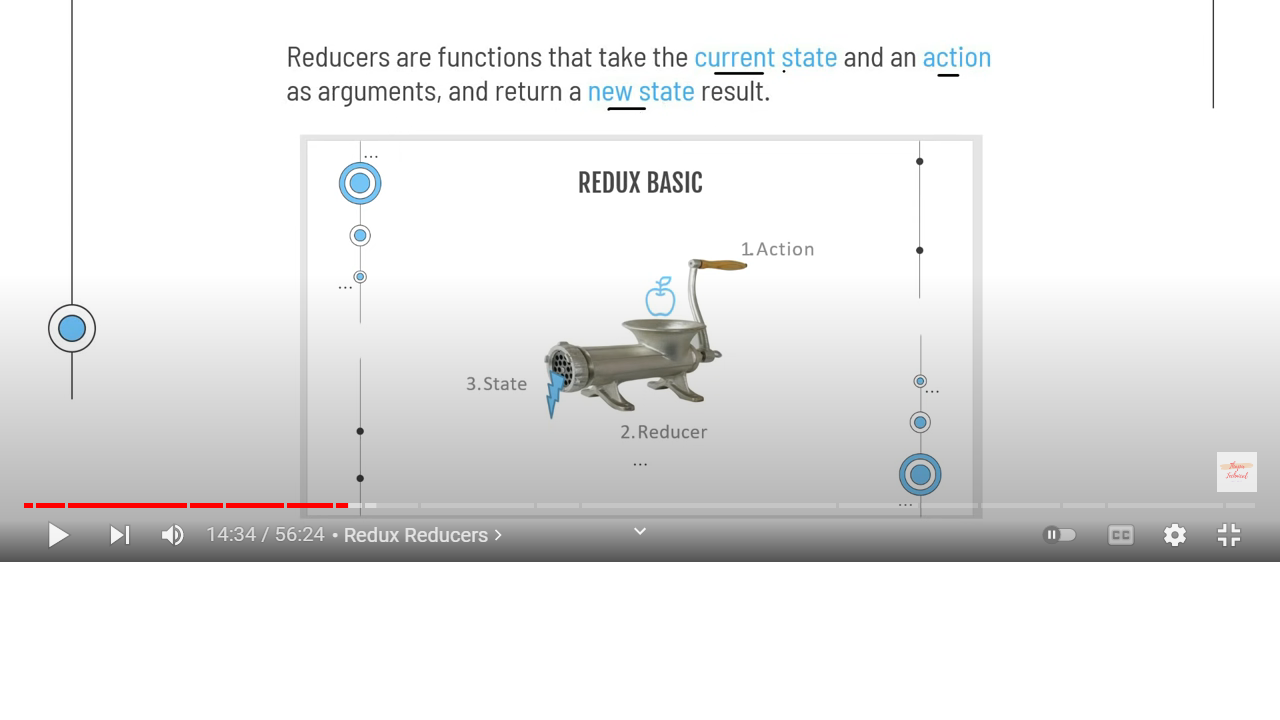 Reducers are functions that take the current state and an action
as arguments, and return a new state result.
REDUX BASIC
1.Action
3.State
2.Reducer
14:34 / 56:24 • Redux Reducers >
CC